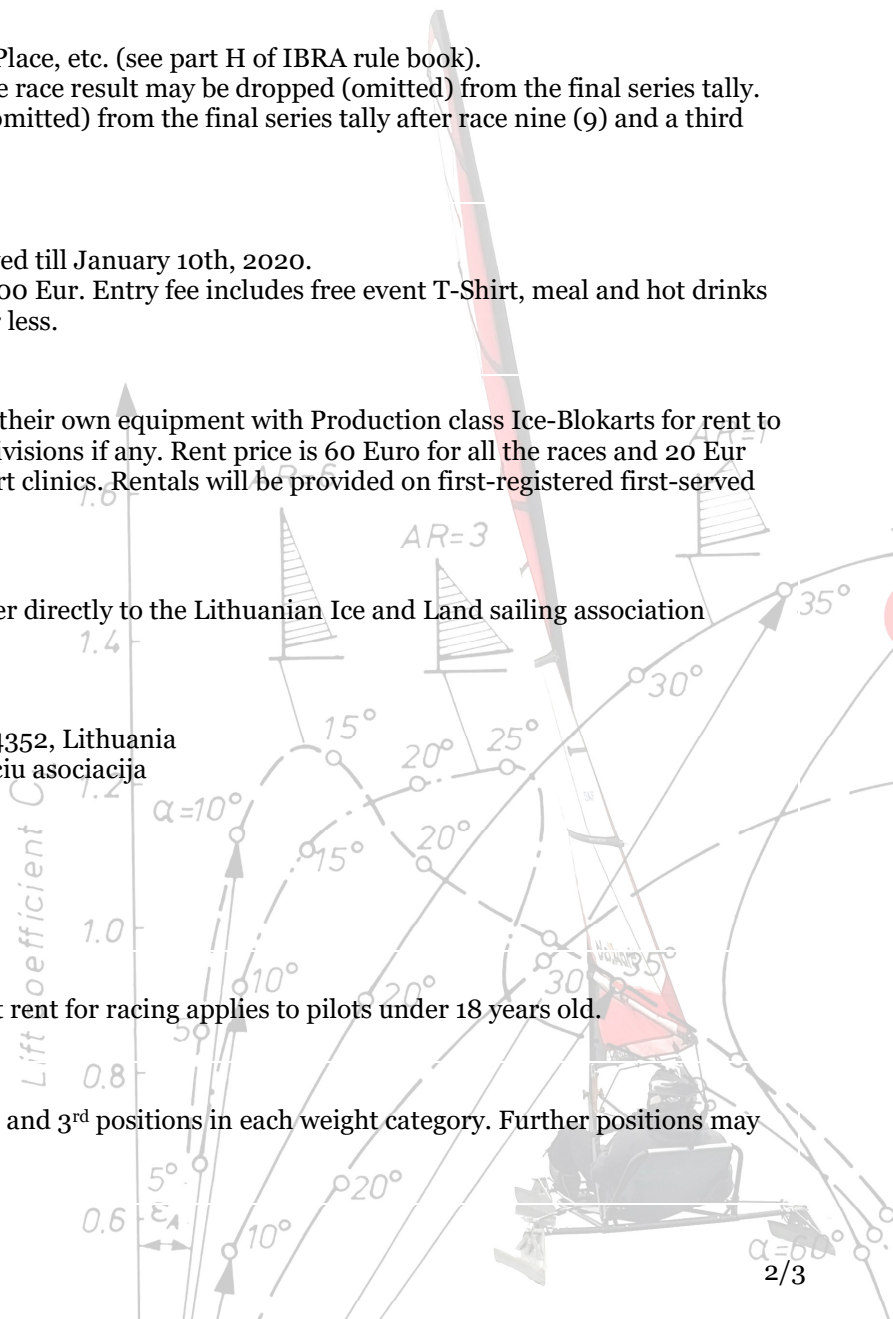 Place, etc. (see part H of IBRA rule book).
e race result may be dropped (omitted) from the final series tally.
omitted) from the final series tally after race nine (9) and a third
ed till January 10th, 2020.
00 Eur. Entry fee includes free event T-Shirt, meal and hot drinks
less.
their own equipment with Production class Ice-Blokarts for rent to
ivisions if any. Rent price is 60 Euro for all the races and 20 Eur
rt clinics. Rentals will be provided on first-registered first-served
AR=1
1.6
AR=3
er directly to the Lithuanian Ice and Land sailing association
35°
1.4
30°
4352, Lithuania
15°
20° 25°
ciu asociacija
1.2
α=10°
15°
20°
Lift coefficient C
1.0
10°
20°
30
35°
t rent for racing applies to pilots under 18 years old.
5°
0.8
and 3rd positions in each weight category. Further positions may
5°
20°
0.6
εA
10°
α=60°
2/3